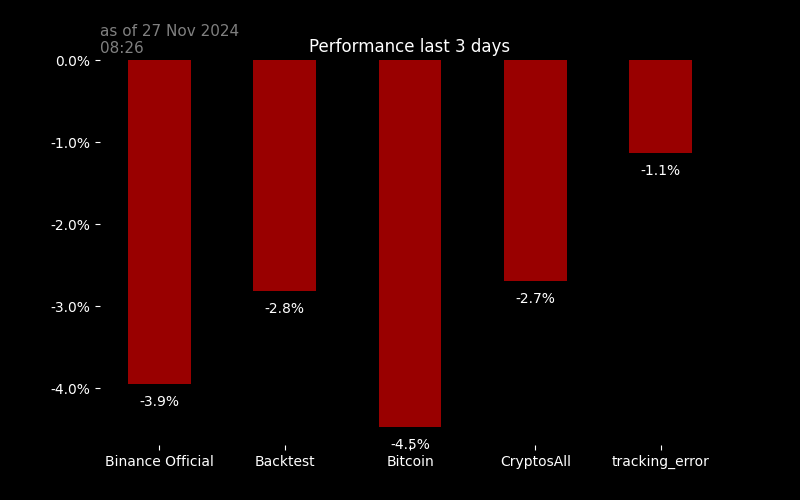 as of 27 Nov 2024
08:26
Performance last 3 days
0.0%
-1.0%
-2.0%
-3.0%
-4.0%
-3.9%
-2.8%
-4.5%
-2.7%
-1.1%
Binance Official
Backtest
Bitcoin
CryptosAll
tracking_error